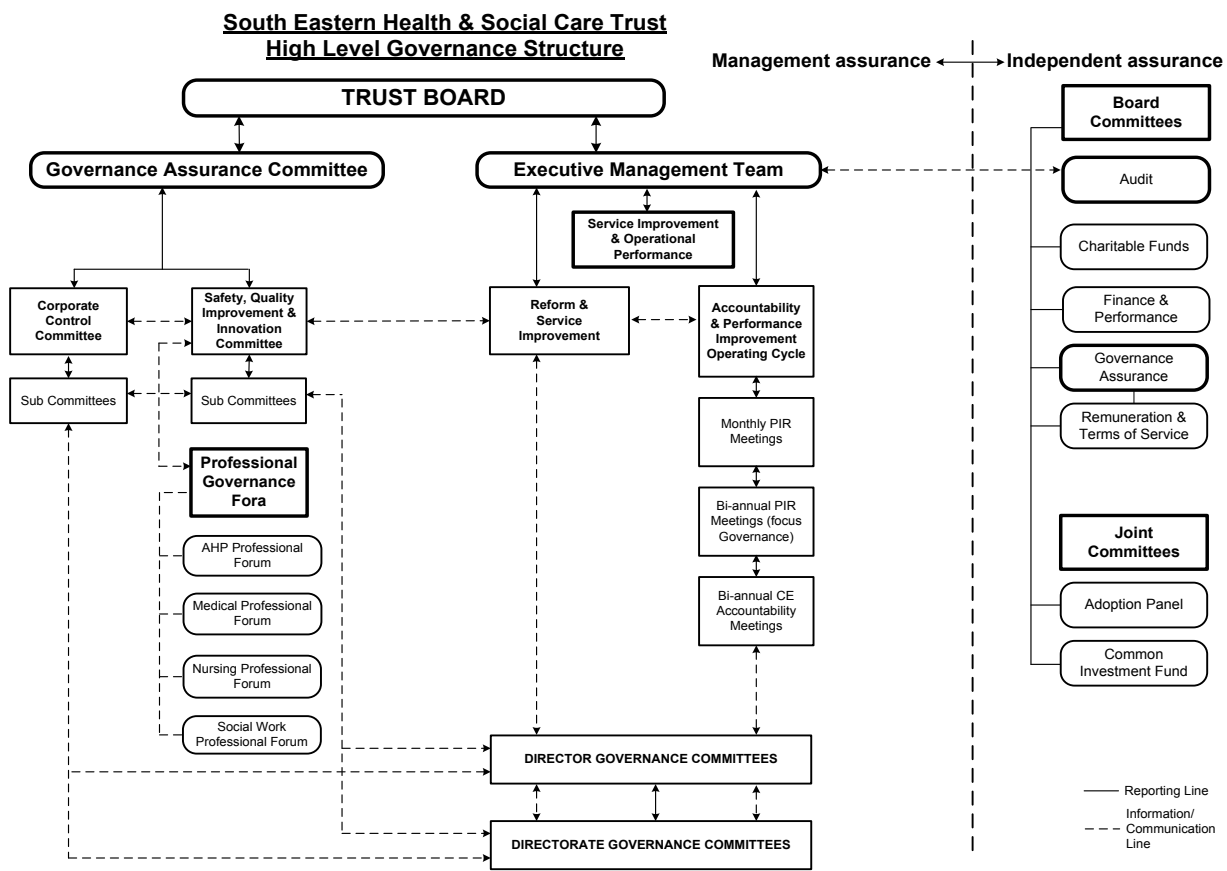 South Eastern Health & Social Care Trust
High Level Governance Structure
Management assurance
Independent assurance
TRUST BOARD
Governance Assurance Committee
Executive Management Team
Service Improvement
& Operational
Performance
Corporate
Control
Committee
Safety, Quality
Improvement &
Innovation
Committee
Reform &
Service
Improvement
Accountability
& Performance
Improvement
Operating Cycle
Sub Committees
Sub Committees
Monthly PIR
Meetings
Professional
Governance
Fora
Bi-annual PIR
Meetings (focus
Governance)
AHP Professional
Forum
Bi-annual CE
Accountability
Meetings
Medical Professional
Forum
Nursing Professional
Forum
Social Work
Professional Forum
DIRECTOR GOVERNANCE COMMITTEES
DIRECTORATE GOVERNANCE COMMITTEES
Board
Committees
Audit
Charitable Funds
Finance &
Performance
Governance
Assurance
Remuneration &
Terms of Service
Joint
Committees
Adoption Panel
Common
Investment Fund
Reporting Line
Information/
Communication
Line